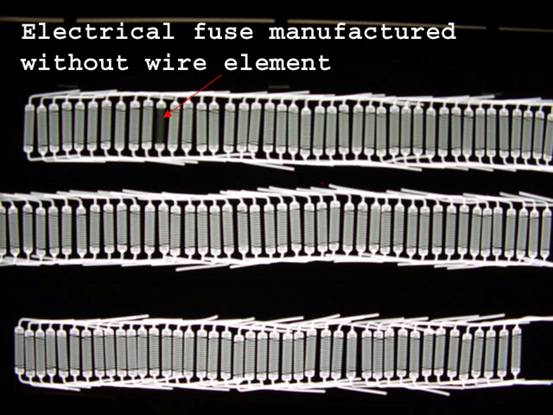 Electrical fuse manufactured
without wire element